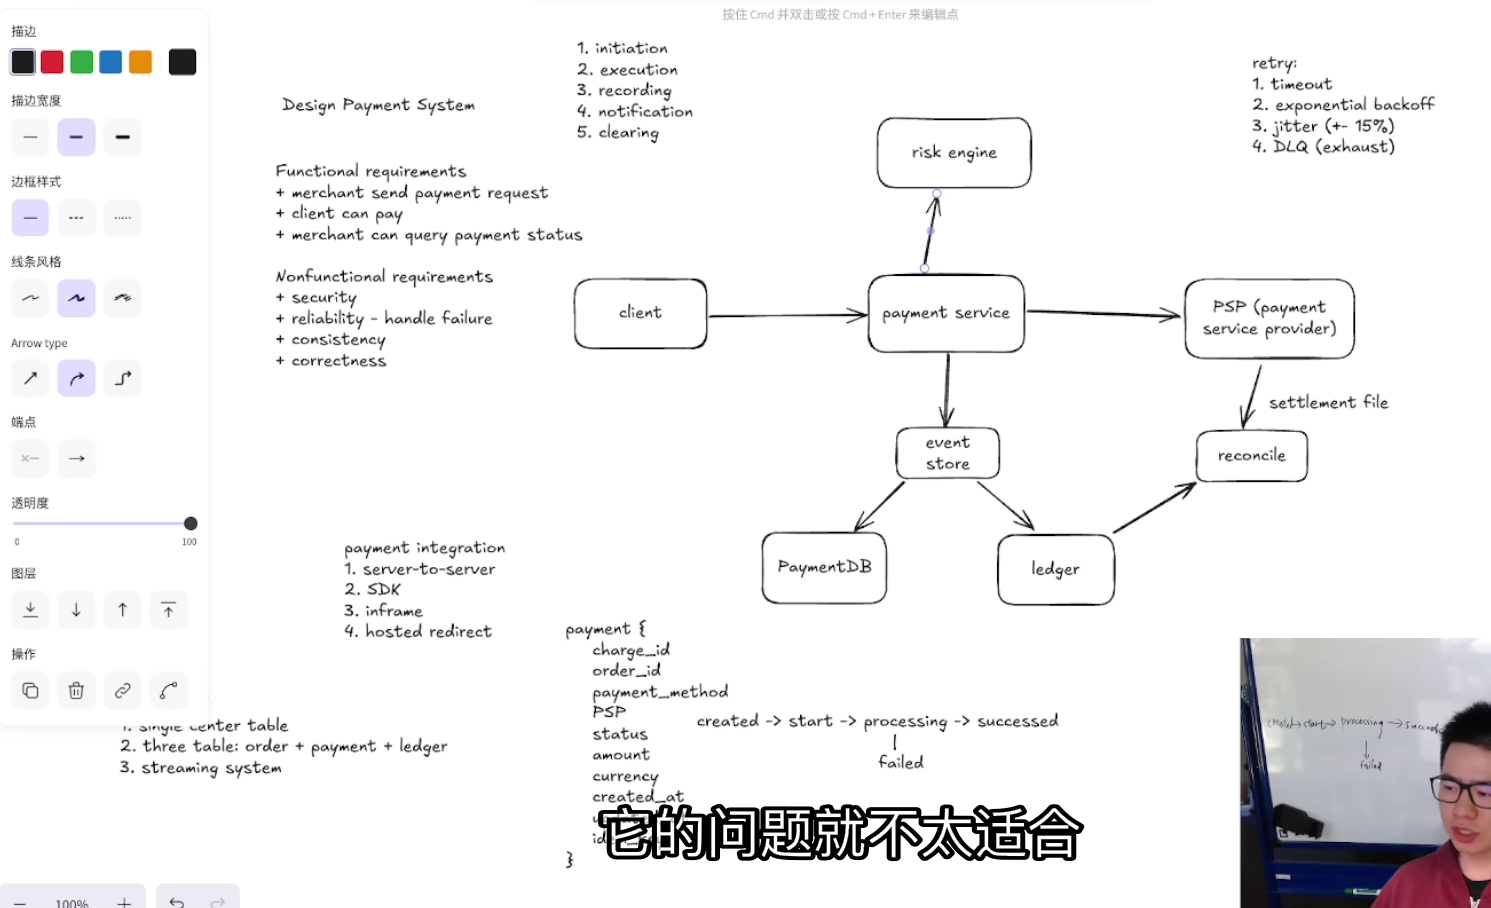 按住 Cmd 并双击或按 Cmd + Enter 来编辑点
描边
描边宽度
边框样式
线条风格
Arrow type
端点
透明度
0
100
图层
操作
100%
Design Payment System
1. initiation
2. execution
3. recording
4. notification
5. clearing
Functional requirements
+ merchant send payment request
+ client can pay
+ merchant can query payment status
Nonfunctional requirements
+ security
+ reliability - handle failure
+ consistency
+ correctness
retry:
1. timeout
2. exponential backoff
3. jitter (+- 15%)
4. DLQ (exhaust)
risk engine
client
payment service
PSP (payment
service provider)
settlement file
event
store
reconcile
PaymentDB
ledger
payment integration
1. server-to-server
2. SDK
3. inframe
4. hosted redirect
1. single center table
2. three table: order + payment + ledger
3. streaming system
payment {
charge_id
order_id
payment_method
PSP
status
amount
currency
created_at
}
created -> start -> processing -> successed
failed
它的问题就不太适合
start
processing
failed